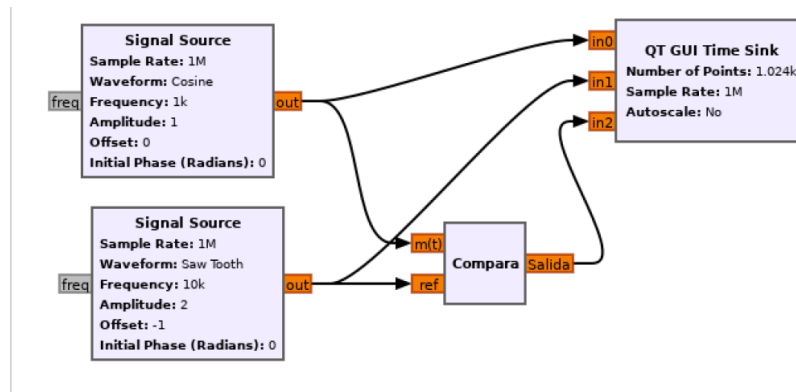 Signal Source
Sample Rate: 1M
Waveform: Cosine
freq
Frequency: 1k
out
Amplitude: 1
Offset: 0
Initial Phase (Radians): 0
in0
in1
in2
QT GUI Time Sink
Number of Points: 1.024k
Sample Rate: 1M
Autoscale: No
Signal Source
Sample Rate: 1M
Waveform: Saw Tooth
freq
Frequency: 10k
out
Amplitude: 2
Offset: -1
Initial Phase (Radians): 0
m(t)
ref
Compara
Salida